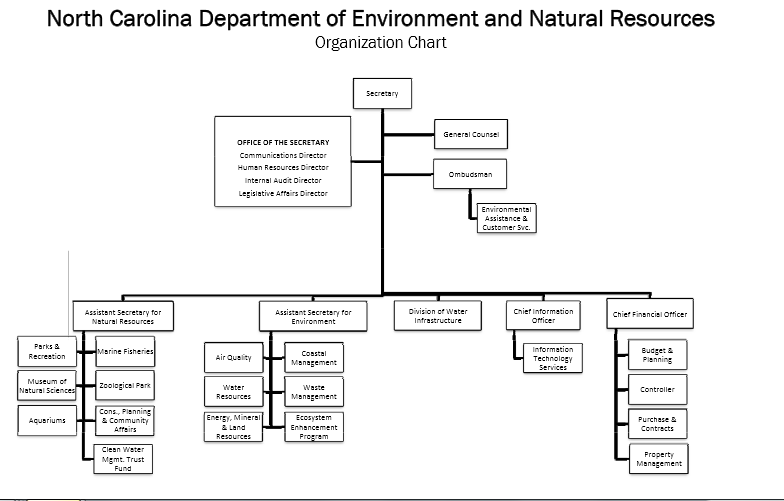 North Carolina Department of Environment and Natural Resources
Organization Chart
Secretary
OFFICE OF THE SECRETARY
Communications Director
Human Resources Director
Internal Audit Director
Legislative Affairs Director
General Counsel
Ombudsman
Environmental
Assistance &
Customer Svc.
Assistant Secretary for
Natural Resources
Parks &
Recreation
Marine Fisheries
Museum of
Natural Sciences
Zoological Park
Aquariums
Cons., Planning
& Community
Affairs
Clean Water
Mgmt. Trust
Fund
Assistant Secretary for
Environment
Air Quality
Coastal
Management
Water
Resources
Waste
Management
Energy, Mineral
& Land
Resources
Ecosystem
Enhancement
Program
Division of Water
Infrastructure
Chief Information
Officer
Information
Technology
Services
Chief Financial Officer
Budget &
Planning
Controller
Purchase &
Contracts
Property
Management